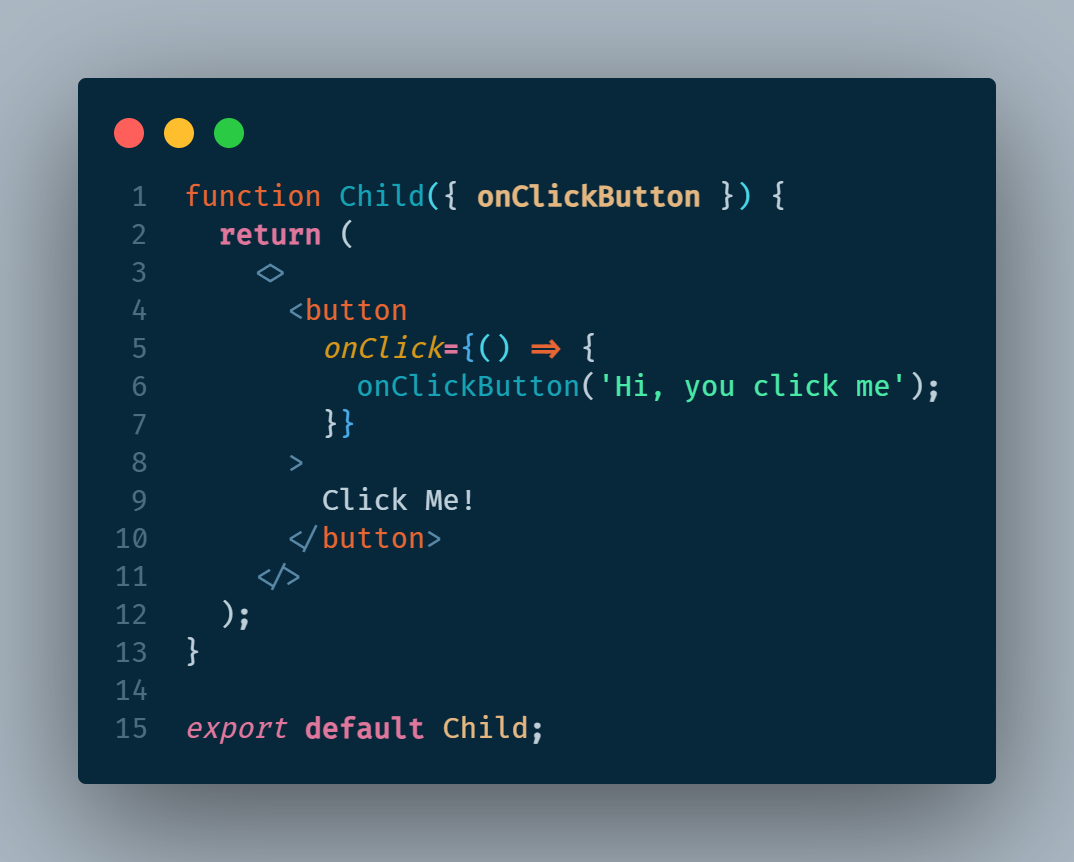 1 function Child({ onClickButton }) {
2   return (
3     <>
4       <button
5         onClick={() => {
6           onClickButton('Hi, you click me');
7         }}
8       >
9         Click Me!
10       </button>
11     </>
12   );
13 }
14
15 export default Child;